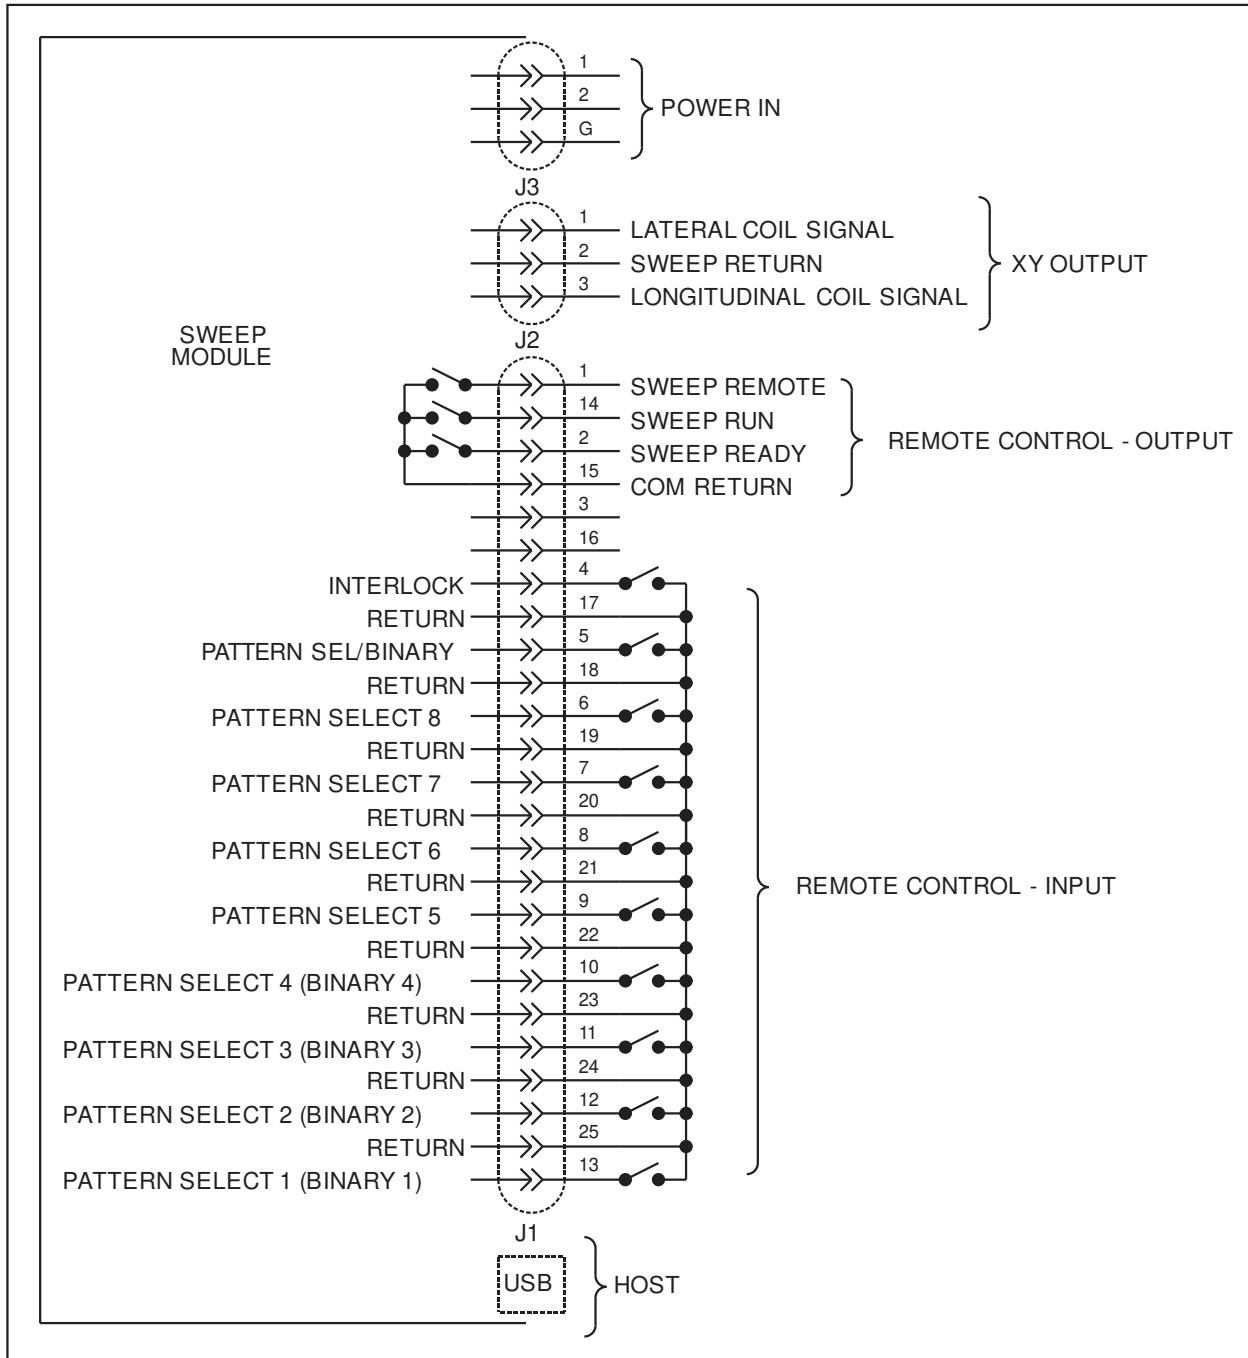 1
2
POWER IN
G
J3
1
LATERAL COIL SIGNAL
2
SWEEP RETURN
XY OUTPUT
3
LONGITUDINAL COIL SIGNAL
J2
SWEEP
MODULE
1
SWEEP REMOTE
14
SWEEP RUN
REMOTE CONTROL - OUTPUT
2
SWEEP READY
15
COM RETURN
3
16
INTERLOCK
4
RETURN
17
PATTERN SEL/BINARY
5
RETURN
18
PATTERN SELECT 8
6
RETURN
19
PATTERN SELECT 7
7
RETURN
20
PATTERN SELECT 6
8
RETURN
21
REMOTE CONTROL - INPUT
PATTERN SELECT 5
9
RETURN
22
PATTERN SELECT 4 (BINARY 4)
10
RETURN
23
PATTERN SELECT 3 (BINARY 3)
11
RETURN
24
PATTERN SELECT 2 (BINARY 2)
12
RETURN
25
PATTERN SELECT 1 (BINARY 1)
13
J1
USB
HOST